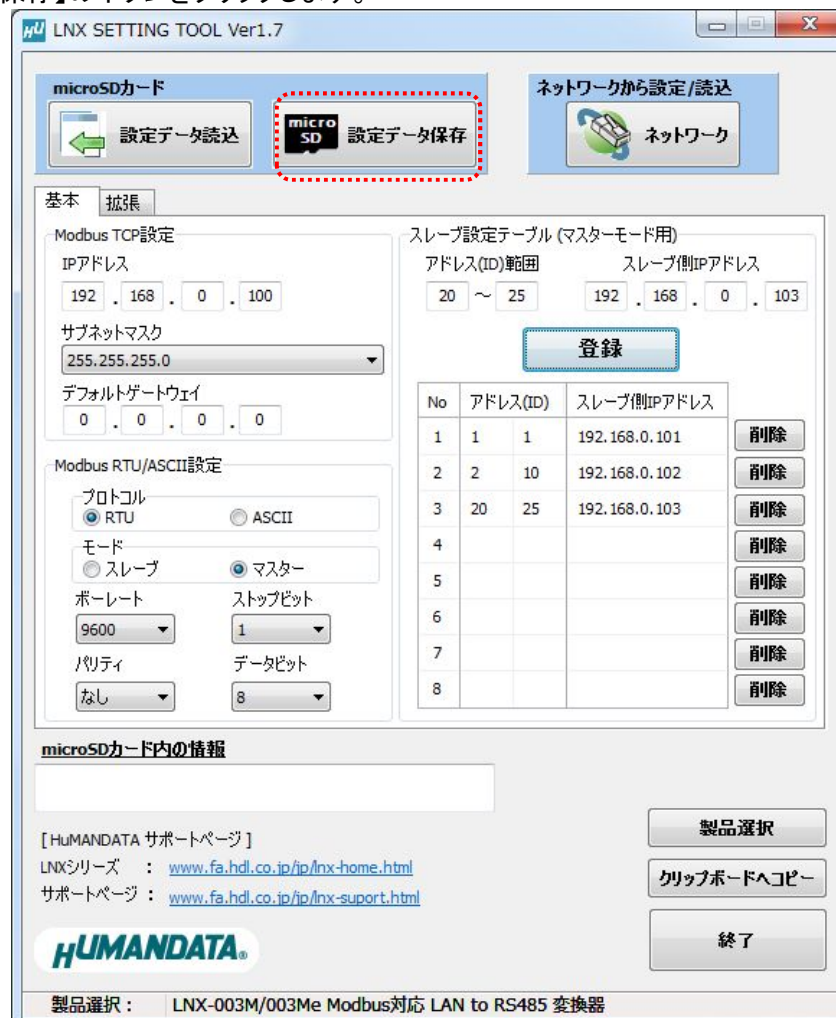 保存】のボタンをクリックします。
LNX SETTING TOOL Ver1.7
microSDカード
ネットワークから設定/読込
設定データ読込
micro SD
設定データ保存
ネットワーク
基本 拡張
Modbus TCP設定
IPアドレス
192 . 168 . 0 . 100
サブネットマスク
255.255.255.0
デフォルトゲートウェイ
0 . 0 . 0 . 0
Modbus RTU/ASCII設定
プロトコル
RTU ASCII
モード
スレーブ マスター
ボーレート ストップビット
9600 1
パリティ データビット
なし 8
スレーブ設定テーブル (マスターモード用)
アドレス(ID)範囲 スレーブ側IPアドレス
20 ～ 25 192 . 168 . 0 . 103
登録
No アドレス(ID) スレーブ側IPアドレス
1 1 1 192.168.0.101 削除
2 2 10 192.168.0.102 削除
3 20 25 192.168.0.103 削除
4 削除
5 削除
6 削除
7 削除
8 削除
microSDカード内の情報
[ HuMANDATA サポートページ ]
LNXシリーズ : www.fa.hdl.co.jp/jp/lnx-home.html
サポートページ : www.fa.hdl.co.jp/jp/lnx-suport.html
HUMANDATA®
製品選択
クリップボードへコピー
終了
製品選択： LNX-003M/003Me Modbus対応 LAN to RS485 変換器